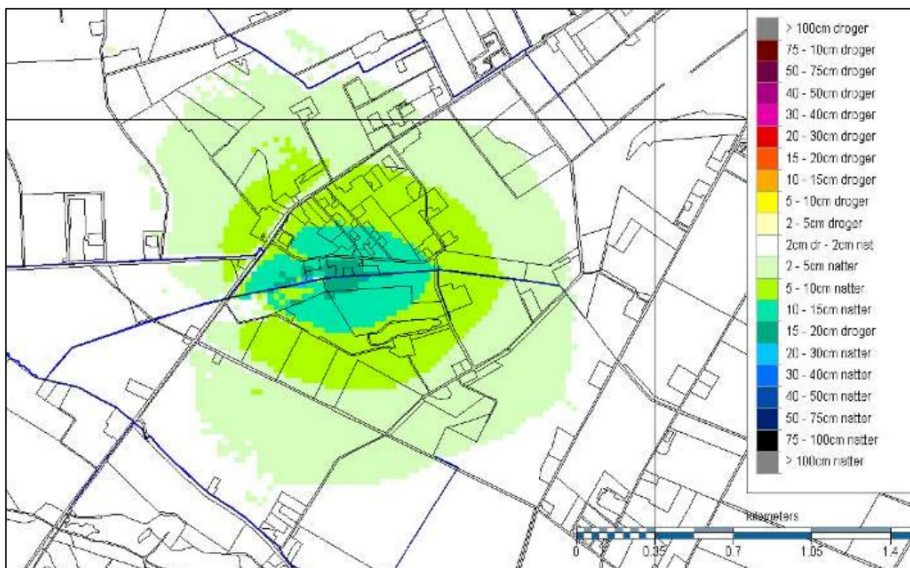 > 100cm droger
75 - 10cm droger
50 - 75cm droger
40 - 50cm droger
30 - 40cm droger
20 - 30cm droger
15 - 20cm droger
10 - 15cm droger
5 - 10cm droger
2 - 5cm droger
2cm dr - 2cm nat
2 - 5cm natter
5 - 10cm natter
10 - 15cm natter
15 - 20cm droger
20 - 30cm natter
30 - 40cm natter
40 - 50cm natter
50 - 75cm natter
75 - 100cm natter
> 100cm natter
kilometers
0 0.35 0.7 1.05 1.4